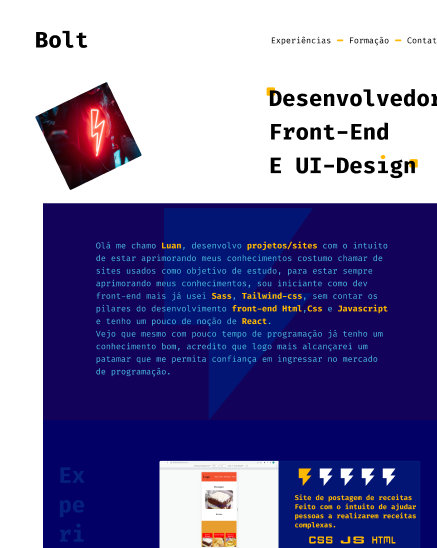 Bolt
Experiências — Formação — Contat
Desenvolvedor
Front-End
E UI-Design
Olá me chamo Luan, desenvolvo projetos/sites com o intuito
de estar aprimorando meus conhecimentos costumo chamar de
sites usados como objetivo de estudo, para estar sempre
aprimorando meus conhecimentos, sou iniciante como dev
front-end mais já usei Sass, Tailwind-css, sem contar os
pilares do desenvolvimento front-end Html,Css e Javascript
e tenho um pouco de noção de React.
Vejo que mesmo com pouco tempo de programação já tenho um
conhecimento bom, acredito que logo mais alcançarei um
patamar que me permita confiança em ingressar no mercado
de programação.
Ex
pe
ri
Site de postagem de receitas
Feito com o intuito de ajudar
pessoas a realizarem receitas
complexas.
CSS JS HTML